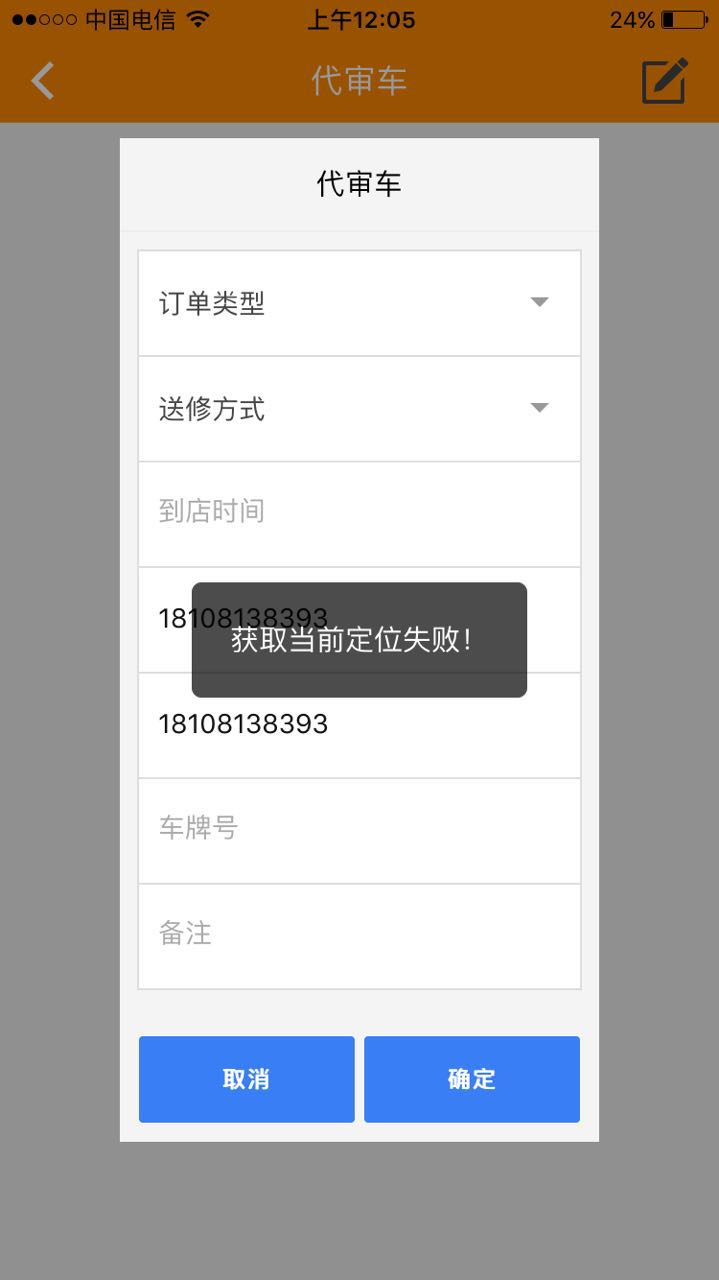 中国电信 上午12:05 24%
代审车
代审车
订单类型
送修方式
到店时间
18108138393
获取当前定位失败！
18108138393
车牌号
备注
取消 确定